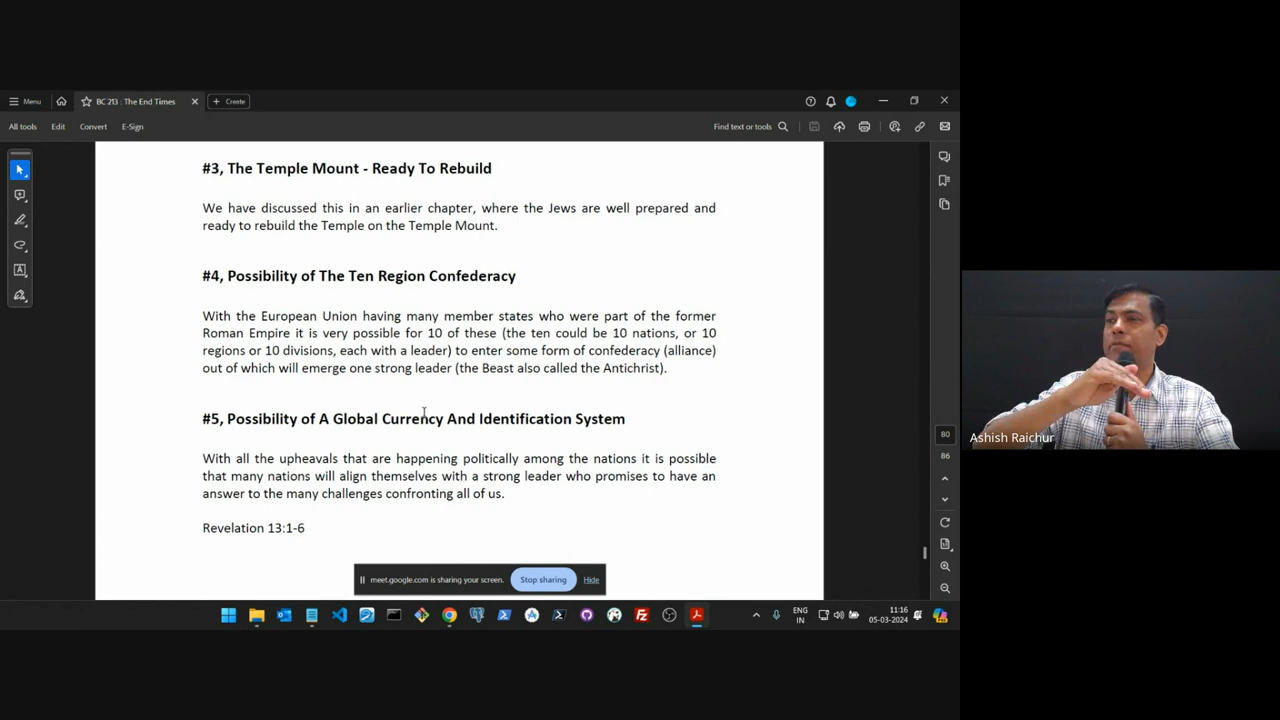 Menu
BC 213 : The End Times
Create
All tools
Edit
Convert
E-Sign
Find text or tools
#3, The Temple Mount - Ready To Rebuild
We have discussed this in an earlier chapter, where the Jews are well prepared and
ready to rebuild the Temple on the Temple Mount.
#4, Possibility of The Ten Region Confederacy
With the European Union having many member states who were part of the former
Roman Empire it is very possible for 10 of these (the ten could be 10 nations, or 10
regions or 10 divisions, each with a leader) to enter some form of confederacy (alliance)
out of which will emerge one strong leader (the Beast also called the Antichrist).
#5, Possibility of A Global Currency And Identification System
With all the upheavals that are happening politically among the nations it is possible
that many nations will align themselves with a strong leader who promises to have an
answer to the many challenges confronting all of us.
Revelation 13:1-6
80
86
meet.google.com is sharing your screen.
Stop sharing
Hide
ENG
IN
11:16
05-03-2024
Ashish Raichur